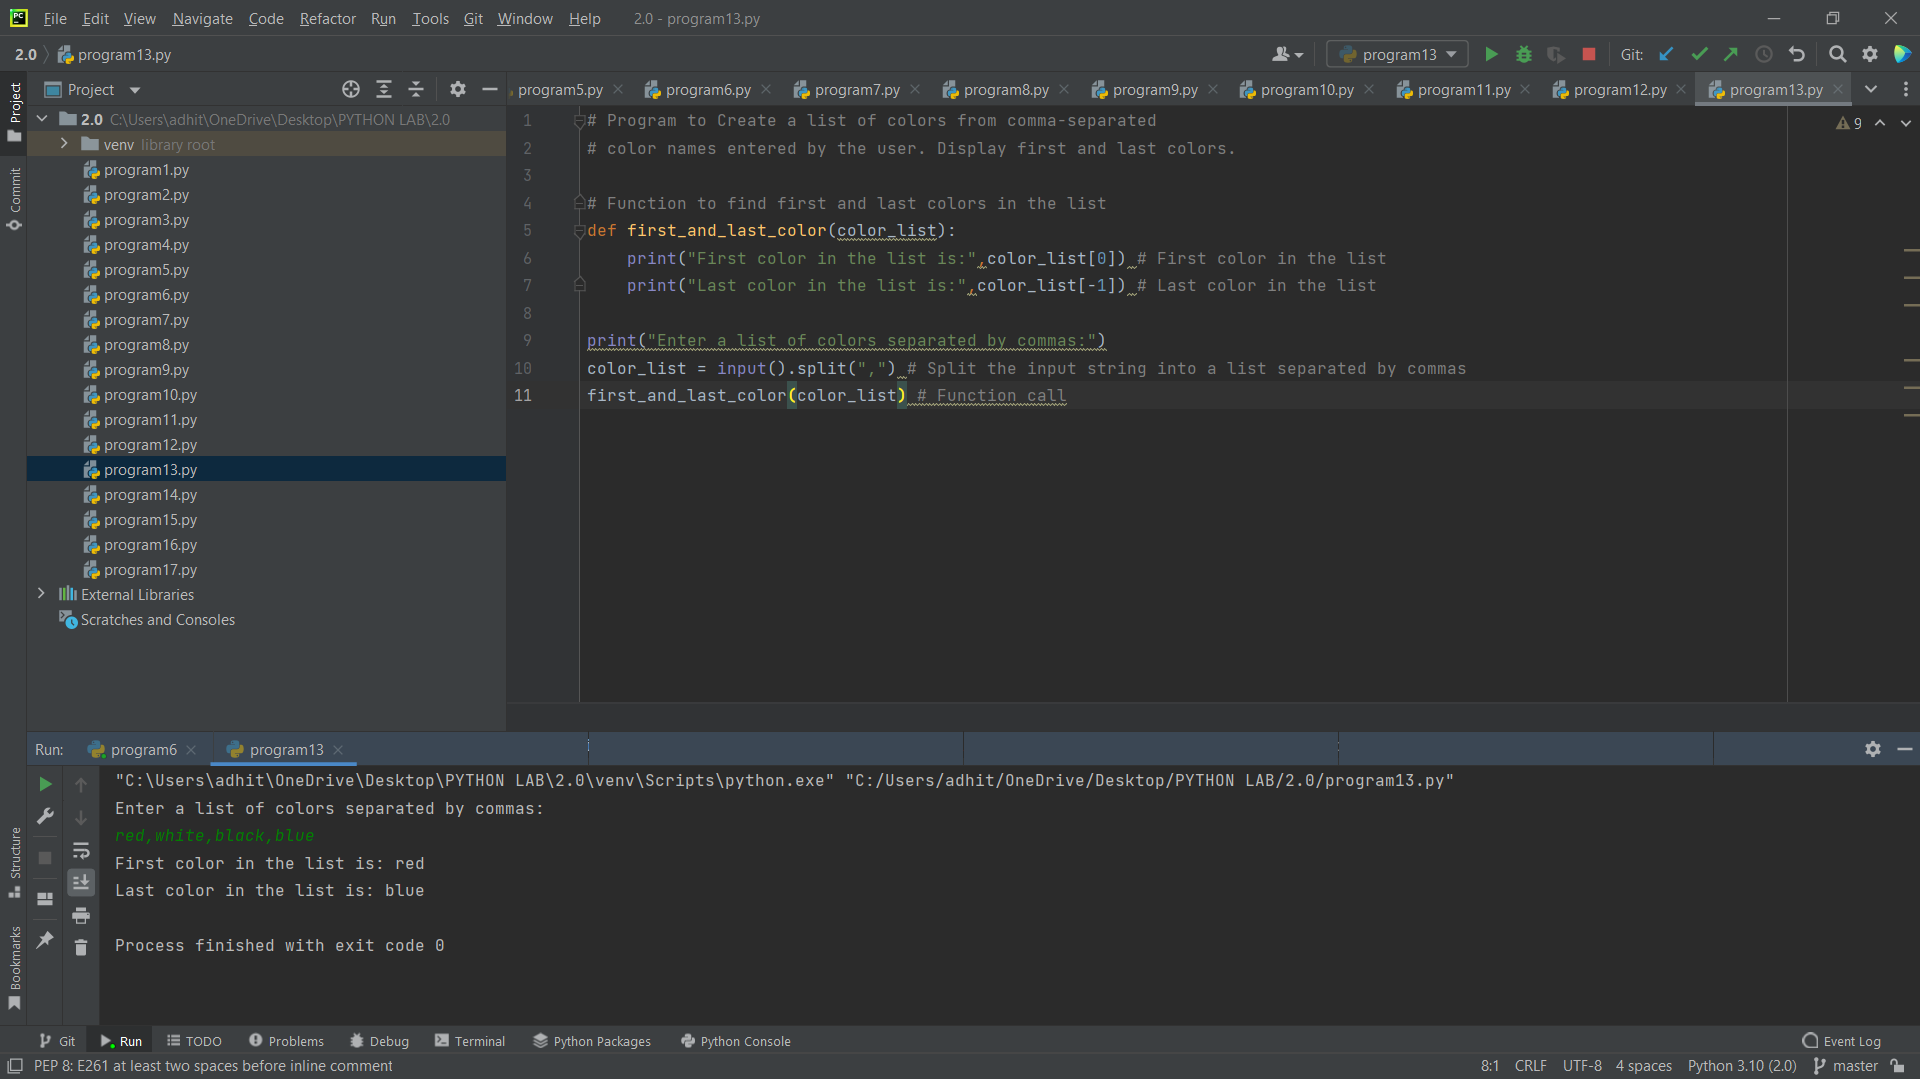 File Edit View Navigate Code Refactor Run Tools Git Window Help 2.0 - program13.py
2.0 program13.py program13 Git:
Project
program5.py program6.py program7.py program8.py program9.py program10.py program11.py program12.py program13.py
2.0 C:\Users\adhit\OneDrive\Desktop\PYTHON LAB\2.0
venv library root
program1.py
program2.py
program3.py
program4.py
program5.py
program6.py
program7.py
program8.py
program9.py
program10.py
program11.py
program12.py
program13.py
program14.py
program15.py
program16.py
program17.py
External Libraries
Scratches and Consoles
Project
Commit
Structure
Bookmarks
9
1 # Program to Create a list of colors from comma-separated
2 # color names entered by the user. Display first and last colors.
3
4 # Function to find first and last colors in the list
5 def first_and_last_color(color_list):
6 print("First color in the list is:",color_list[0]) # First color in the list
7 print("Last color in the list is:",color_list[-1]) # Last color in the list
8
9 print("Enter a list of colors separated by commas:")
10 color_list = input().split(",") # Split the input string into a list separated by commas
11 first_and_last_color(color_list) # Function call
Run: program6 program13
"C:\Users\adhit\OneDrive\Desktop\PYTHON LAB\2.0\venv\Scripts\python.exe" "C:/Users/adhit/OneDrive/Desktop/PYTHON LAB/2.0/program13.py"
Enter a list of colors separated by commas:
red,white,black,blue
First color in the list is: red
Last color in the list is: blue
Process finished with exit code 0
Git Run TODO Problems Debug Terminal Python Packages Python Console Event Log
PEP 8: E261 at least two spaces before inline comment 8:1 CRLF UTF-8 4 spaces Python 3.10 (2.0) master